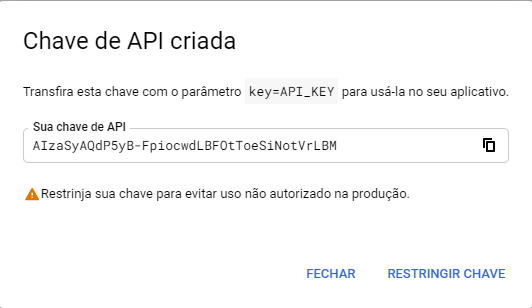 Chave de API criada
Transfira esta chave com o parâmetro key=API_KEY para usá-la no seu aplicativo.
Sua chave de API
AIzaSyAQdP5yB-FpiocwdLBFOtToeSiNotVrLBM
Restrinja sua chave para evitar uso não autorizado na produção.
FECHAR RESTRINGIR CHAVE